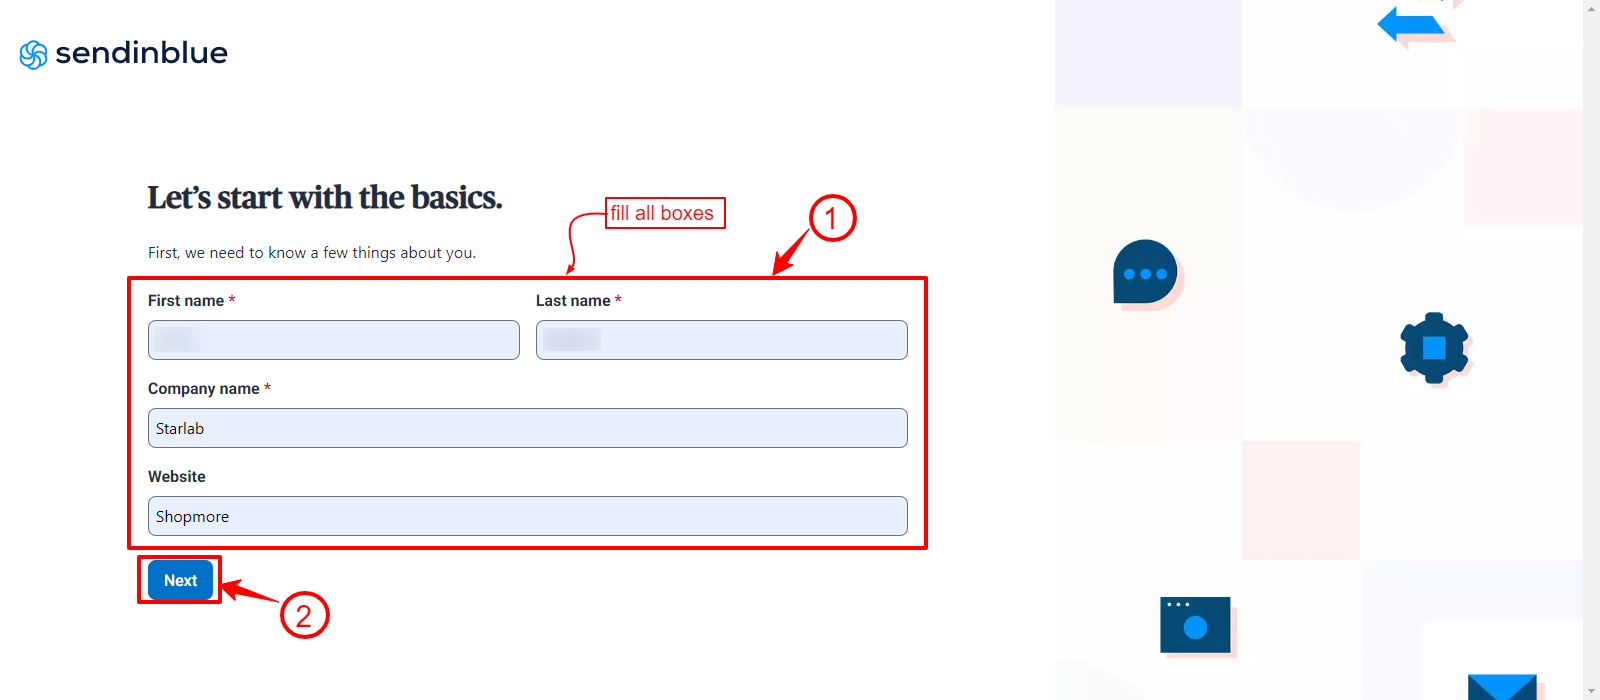 sendinblue
Let's start with the basics.
fill all boxes
1
First, we need to know a few things about you.
First name *
Last name *
Company name *
Starlab
Website
Shopmore
Next
2